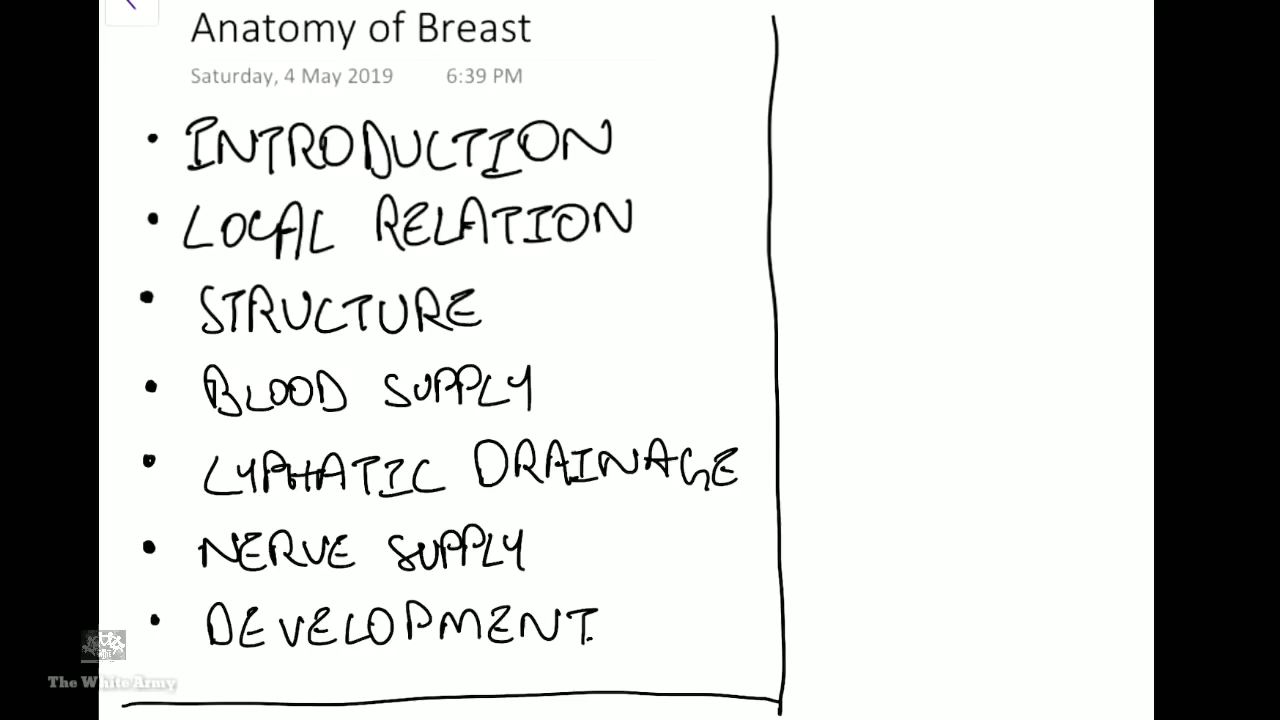 Anatomy of Breast
Saturday, 4 May 2019 6:39 PM
• INTRODUCTION
• LOCAL RELATION
• STRUCTURE
• BLOOD SUPPLY
• LYPHATIC DRAINAGE
• NERVE SUPPLY
• DEVELOPMENT.
The White Army